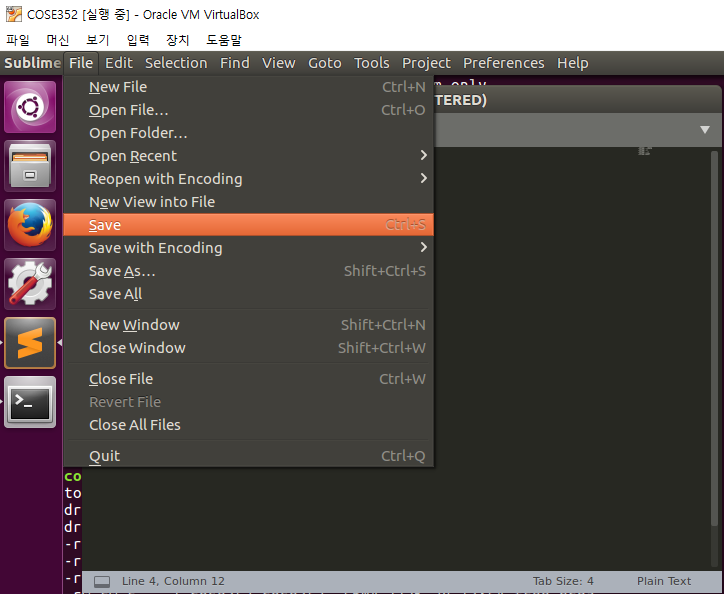 COSE352 [실행 중] - Oracle VM VirtualBox
파일 머신 보기 입력 장치 도움말
Sublime File Edit Selection Find View Goto Tools Project Preferences Help
New File Ctrl+N
only
Open File... Ctrl+O
TERED)
Open Folder...
Open Recent
Reopen with Encoding
New View into File
Save Ctrl+S
Save with Encoding
Save As... Shift+Ctrl+S
Save All
New Window Shift+Ctrl+N
Close Window Shift+Ctrl+W
Close File Ctrl+W
Revert File
Close All Files
Quit Ctrl+Q
co
to
dr
dr
-r
-r
-r
Line 4, Column 12 Tab Size: 4 Plain Text